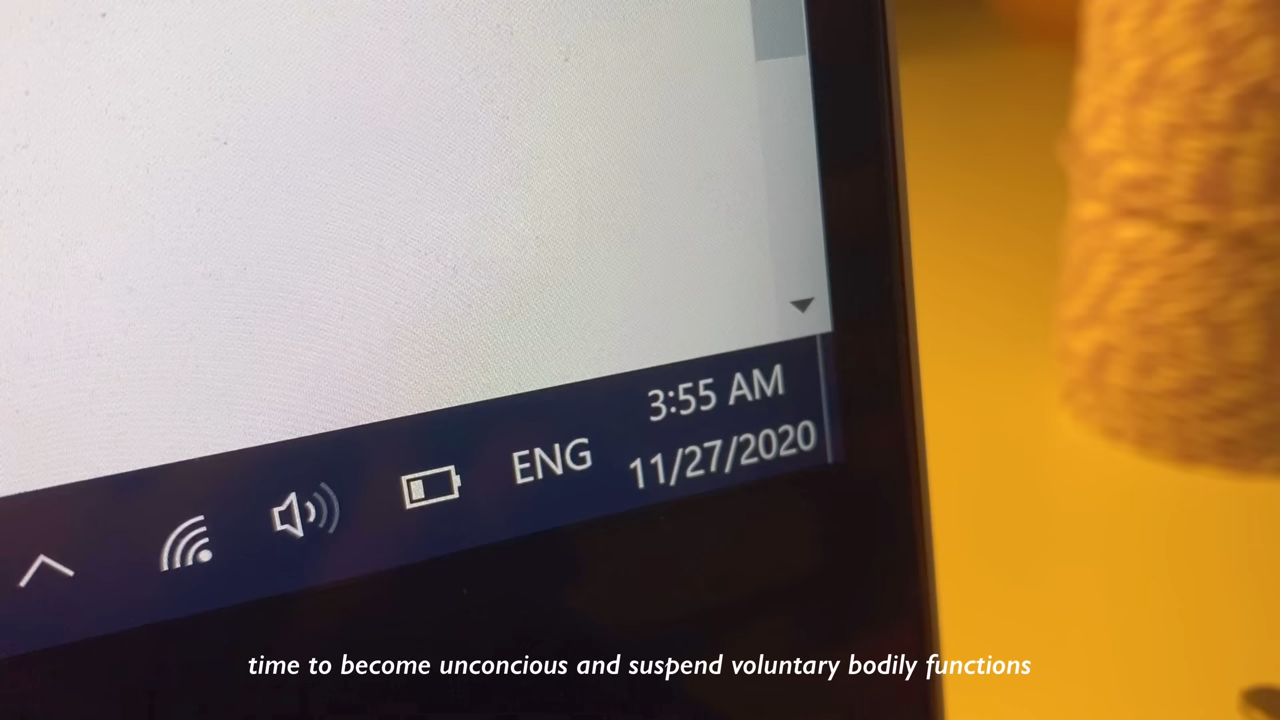 3:55 AM
ENG
11/27/2020
time to become unconcious and suspend voluntary bodily functions